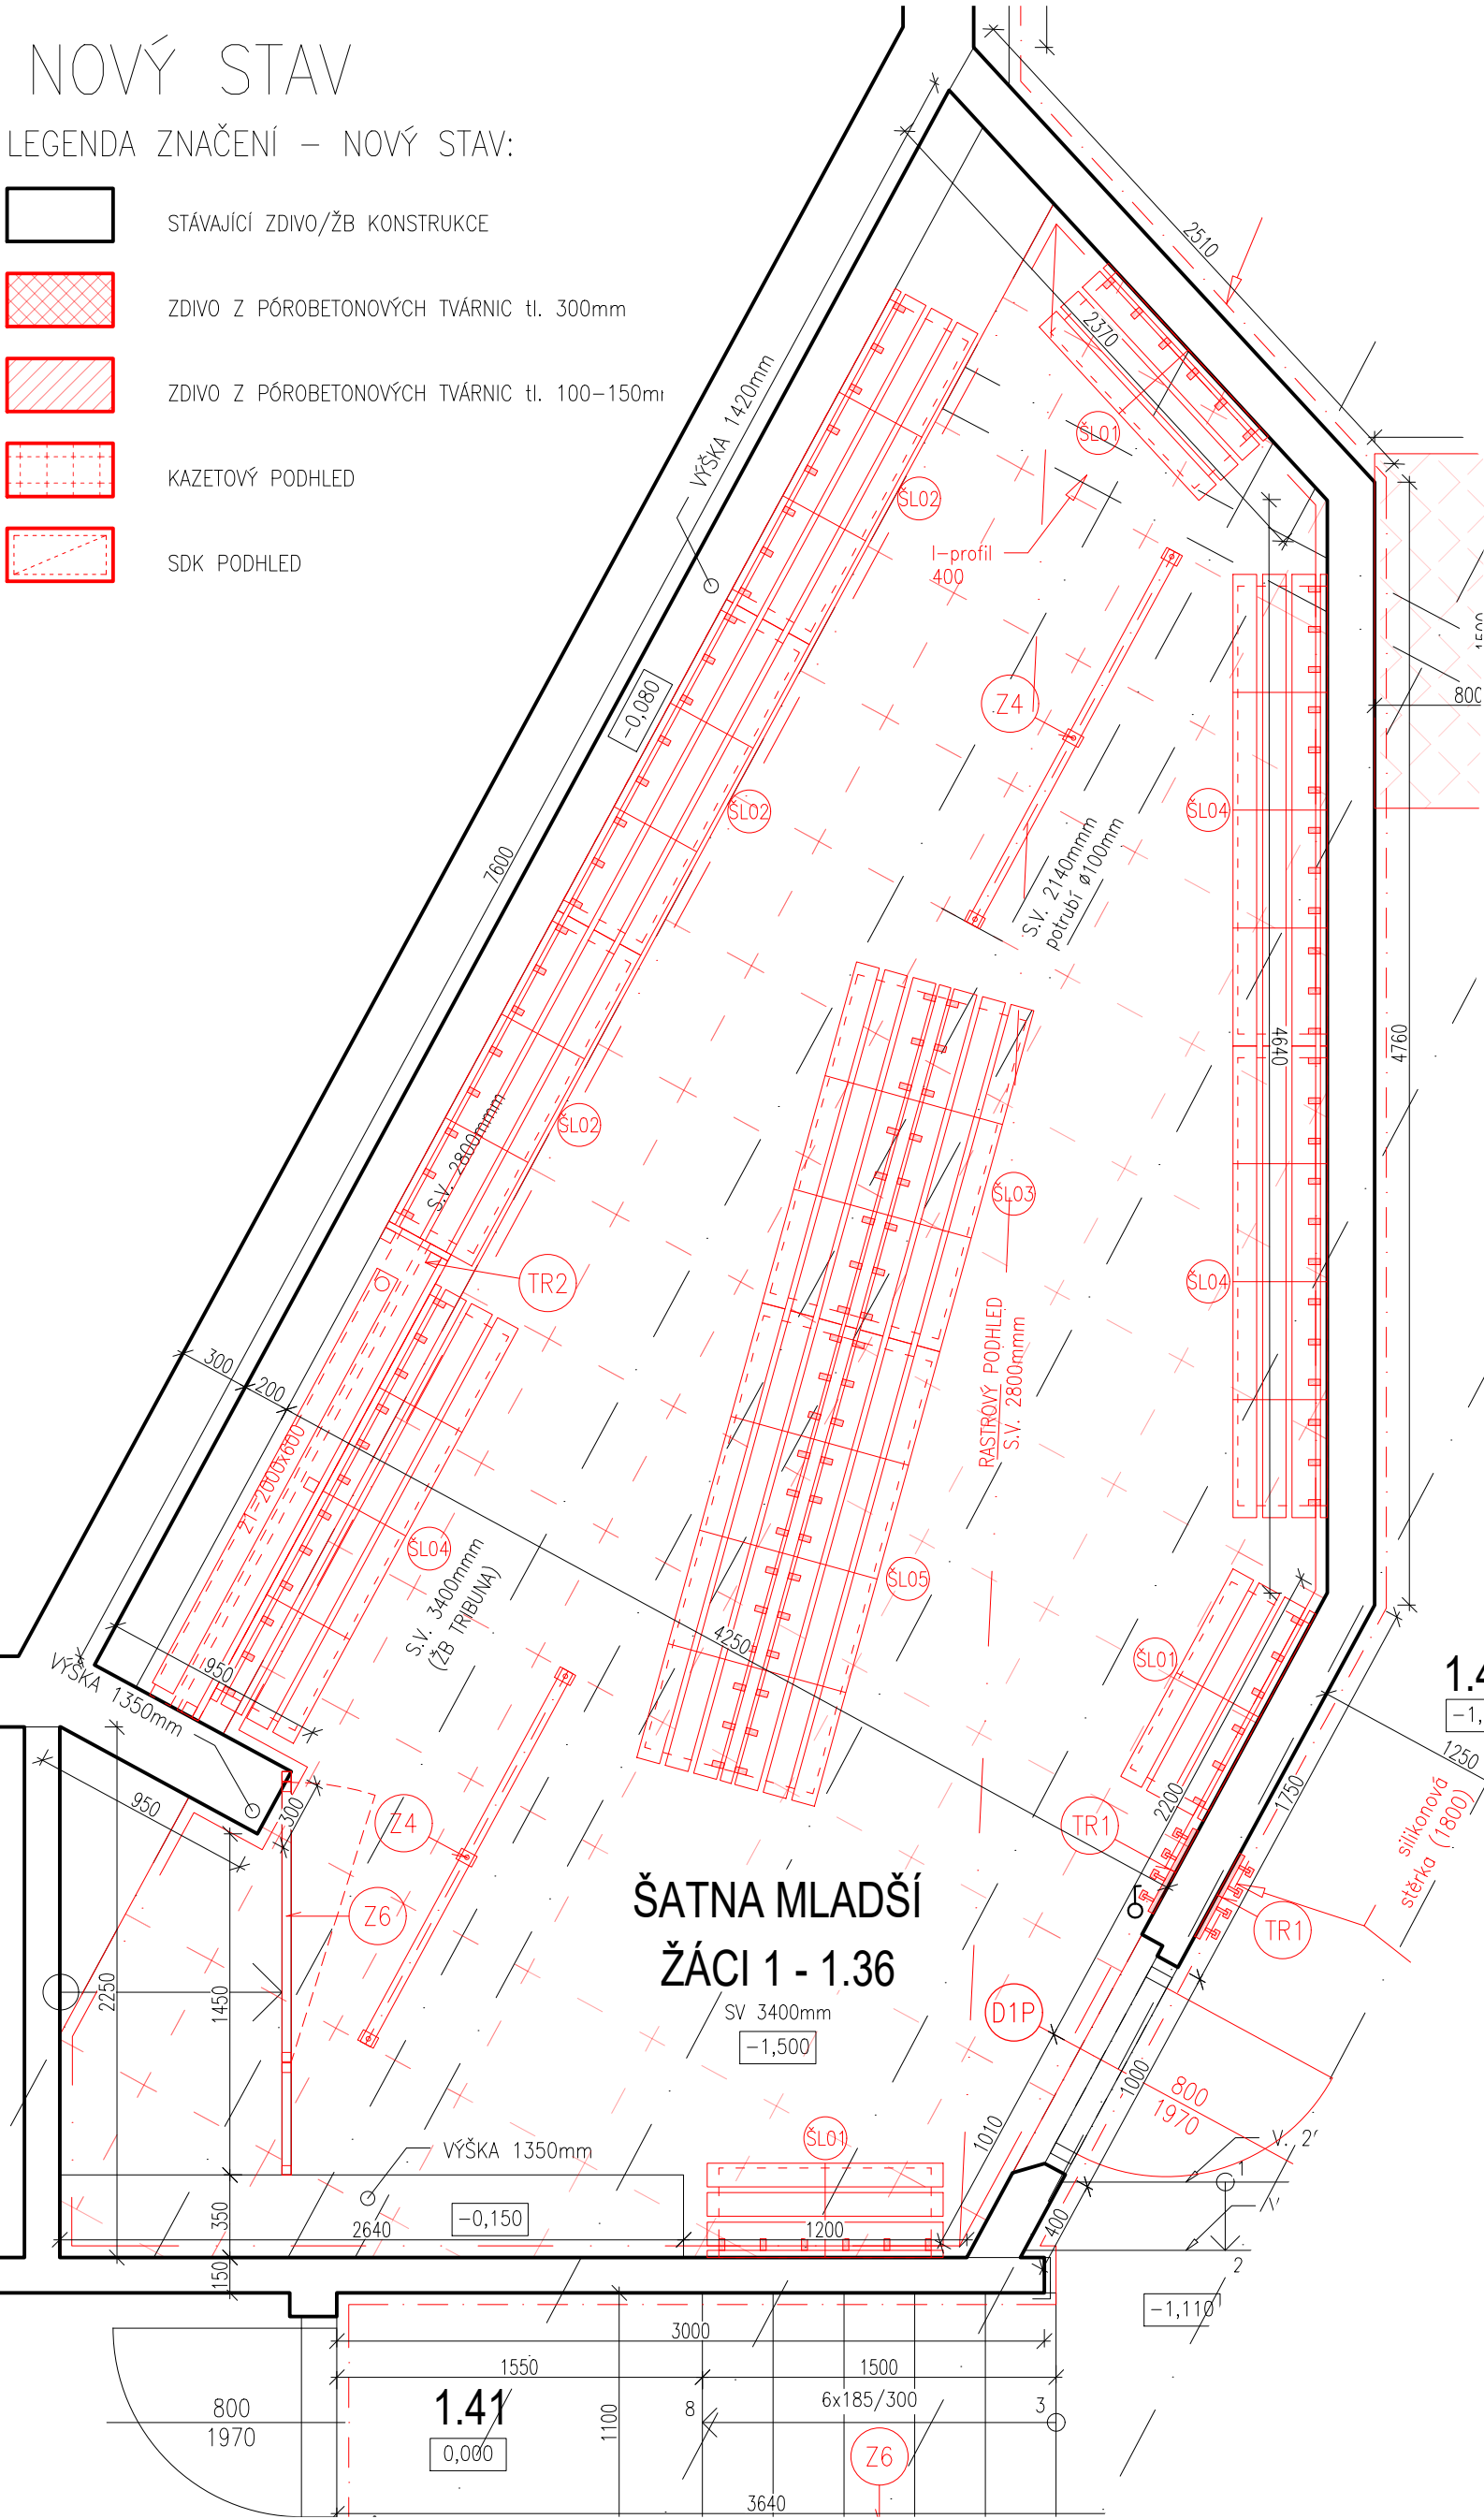 NOVÝ STAV
LEGENDA ZNAČENÍ – NOVÝ STAV:
STÁVAJÍCÍ ZDIVO/ŽB KONSTRUKCE
ZDIVO Z PÓROBETONOVÝCH TVÁRNIC tl. 300mm
ZDIVO Z PÓROBETONOVÝCH TVÁRNIC tl. 100–150m
KAZETOVÝ PODHLED
SDK PODHLED
2510
2370
VÝŠKA 1420mm
ŠL01
ŠL02
I–profil
400
Z4
–0,080
800
ŠL02
ŠL04
7600
S.V. 2140mmm
potrubí ø100mm
4640
4760
S.V. 2800mmm
ŠL02
ŠL03
TR2
ŠL04
RASTROVÝ PODHLED
S.V. 2800mmm
300
200
Z1–2000x600
ŠL04
S.V. 3400mmm
(ŽB TRIBUNA)
ŠL05
4250
950
VÝŠKA 1350mm
ŠL01
1.4
–1,
1250
950
300
2200
1750
Z4
TR1
silikonová
stěrka (1800)
Z6
TR1
ŠATNA MLADŠÍ
ŽÁCI 1 - 1.36
SV 3400mm
–1,500
2250
1450
D1P
1000
800
1970
1010
ŠL01
V. 2'
1
VÝŠKA 1350mm
–0,150
350
2640
1200
400
2
150
–1,110
3000
1550
1500
6x185/300
8
3
800
1970
1.41
0,000
1100
Z6
3640